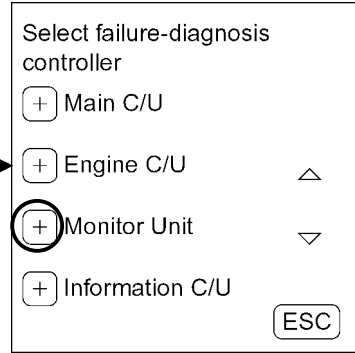 Select failure-diagnosis
controller
+ Main C/U
+ Engine C/U
+ Monitor Unit
+ Information C/U
ESC